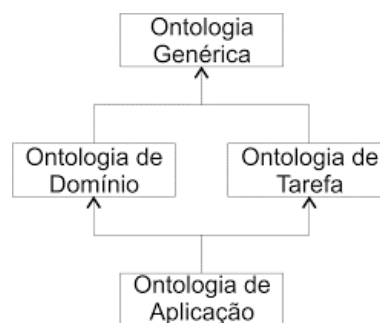 Ontologia
Genérica
Ontologia de
Domínio
Ontologia de
Tarefa
Ontologia de
Aplicação